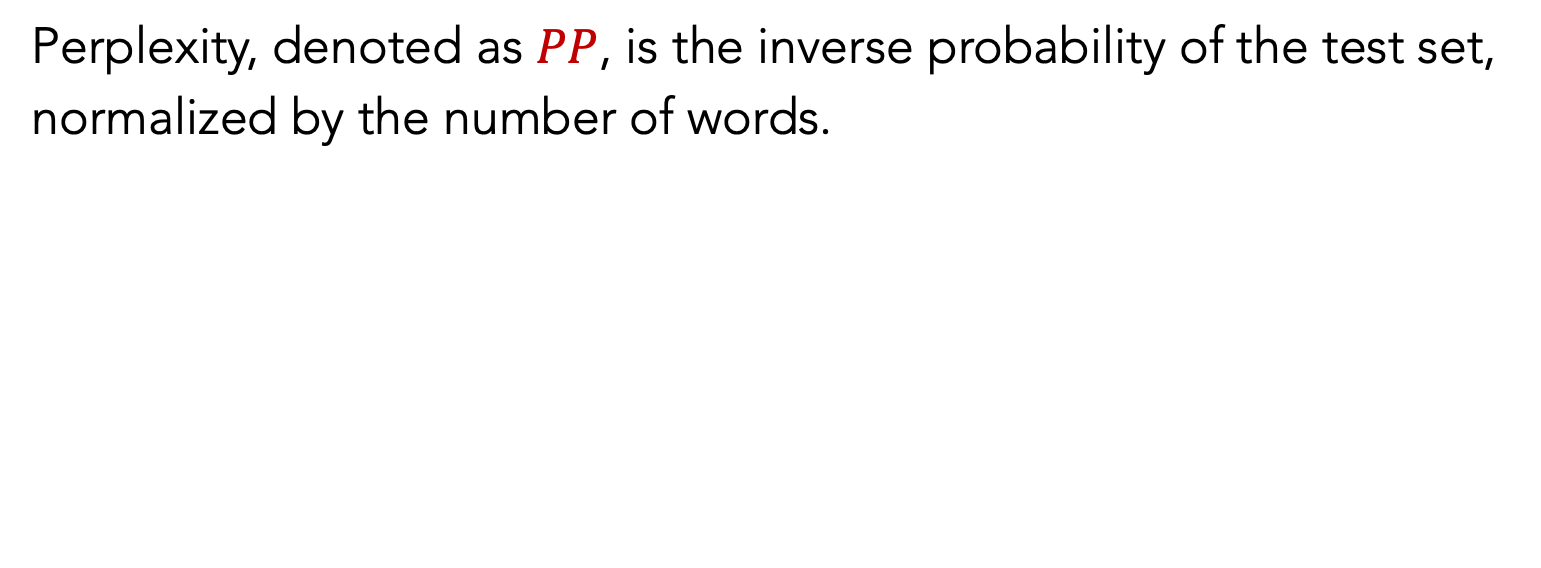 Perplexity, denoted as PP, is the inverse probability of the test set,
normalized by the number of words.